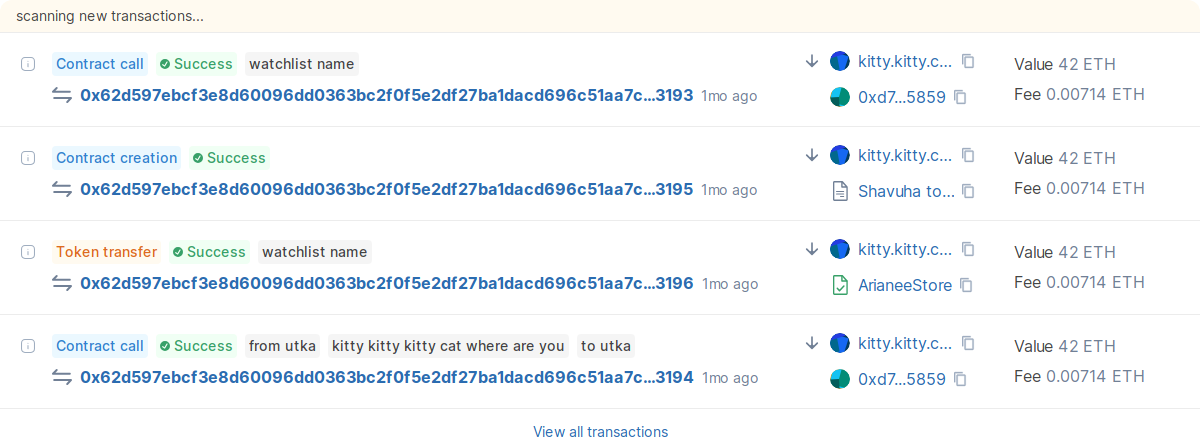 scanning new transactions...
Contract call Success watchlist name
0x62d597ebcf3e8d60096dd0363bc2f0f5e2df27ba1dacd696c51aa7c...3193 1mo ago
kitty.kitty.c...
0xd7...5859
Value 42 ETH
Fee 0.00714 ETH
Contract creation Success
0x62d597ebcf3e8d60096dd0363bc2f0f5e2df27ba1dacd696c51aa7c...3195 1mo ago
kitty.kitty.c...
Shavuha to...
Value 42 ETH
Fee 0.00714 ETH
Token transfer Success watchlist name
0x62d597ebcf3e8d60096dd0363bc2f0f5e2df27ba1dacd696c51aa7c...3196 1mo ago
kitty.kitty.c...
ArianeeStore
Value 42 ETH
Fee 0.00714 ETH
Contract call Success from utka kitty kitty kitty cat where are you to utka
0x62d597ebcf3e8d60096dd0363bc2f0f5e2df27ba1dacd696c51aa7c...3194 1mo ago
kitty.kitty.c...
0xd7...5859
Value 42 ETH
Fee 0.00714 ETH
View all transactions